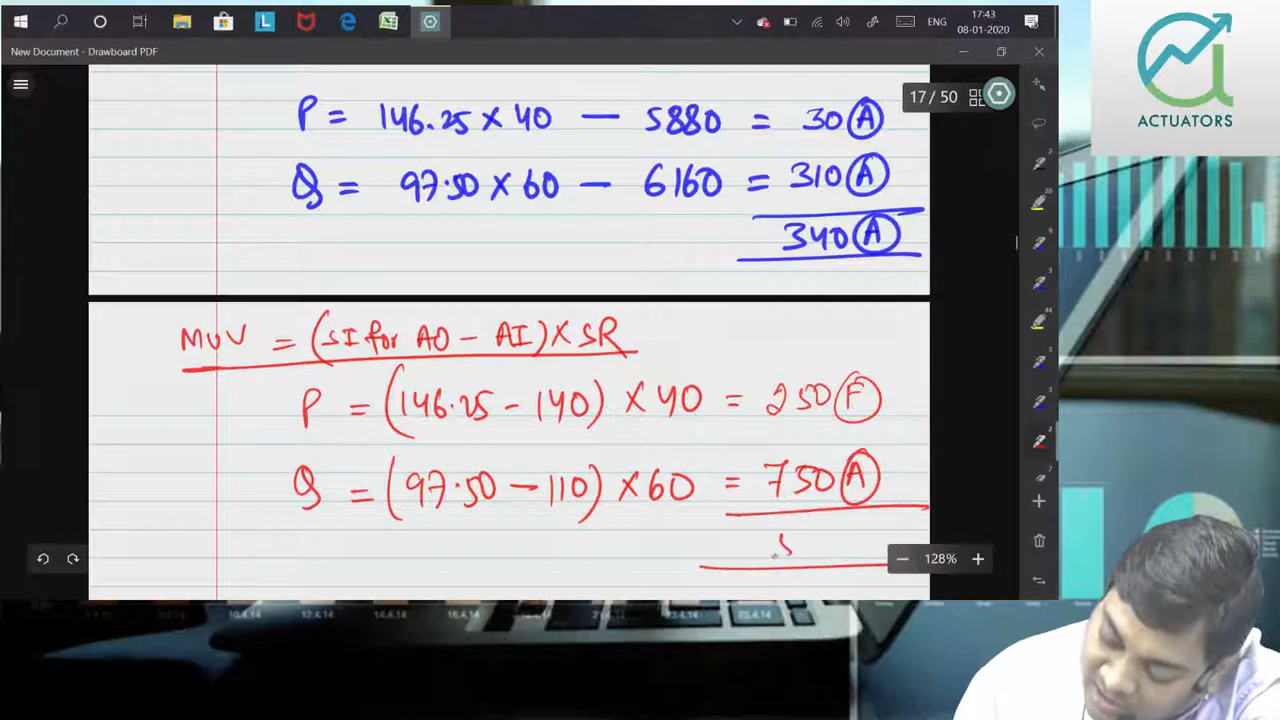 17:43
ENG
08-01-2020
New Document - Drawboard PDF
17 / 50
ACTUATORS
P = 146.25 × 40 — 5880 = 30 (A)
Q = 97.50 × 60 — 6160 = 310 (A)
340 (A)
MUV = (SI for AO - AI) × SR
P = (146.25 - 140) × 40 = 250 (F)
Q = (97.50 - 110) × 60 = 750 (A)
128%